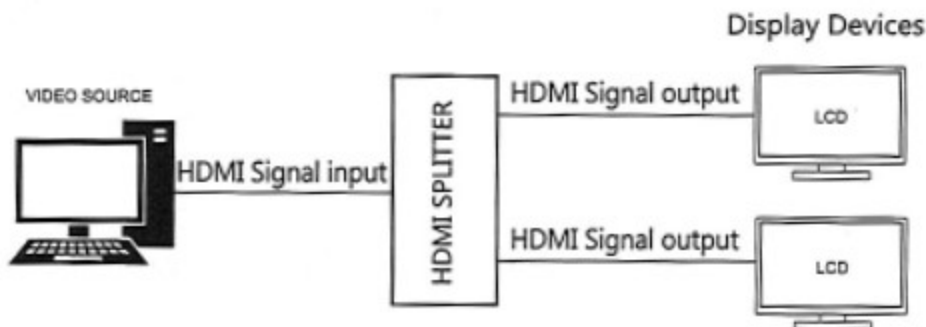 Display Devices
VIDEO SOURCE
HDMI Signal input
HDMI SPLITTER
HDMI Signal output
LCD
HDMI Signal output
LCD